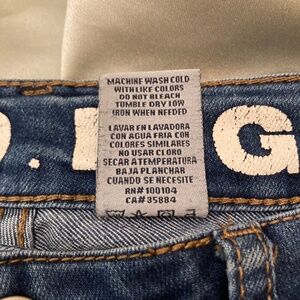 MACHINE WASH COLD
WITH LIKE COLORS
DO NOT BLEACH
TUMBLE DRY LOW
IRON WHEN NEEDED
LAVAR EN LAVADORA
CON AGUA FRIA CON
COLORES SIMILARES
NO USAR CLORO
SECAR A TEMPERATURA
BAJA PLANCHAR
CUANDO SE NECESITE
RN#100104
CA#35884
. G